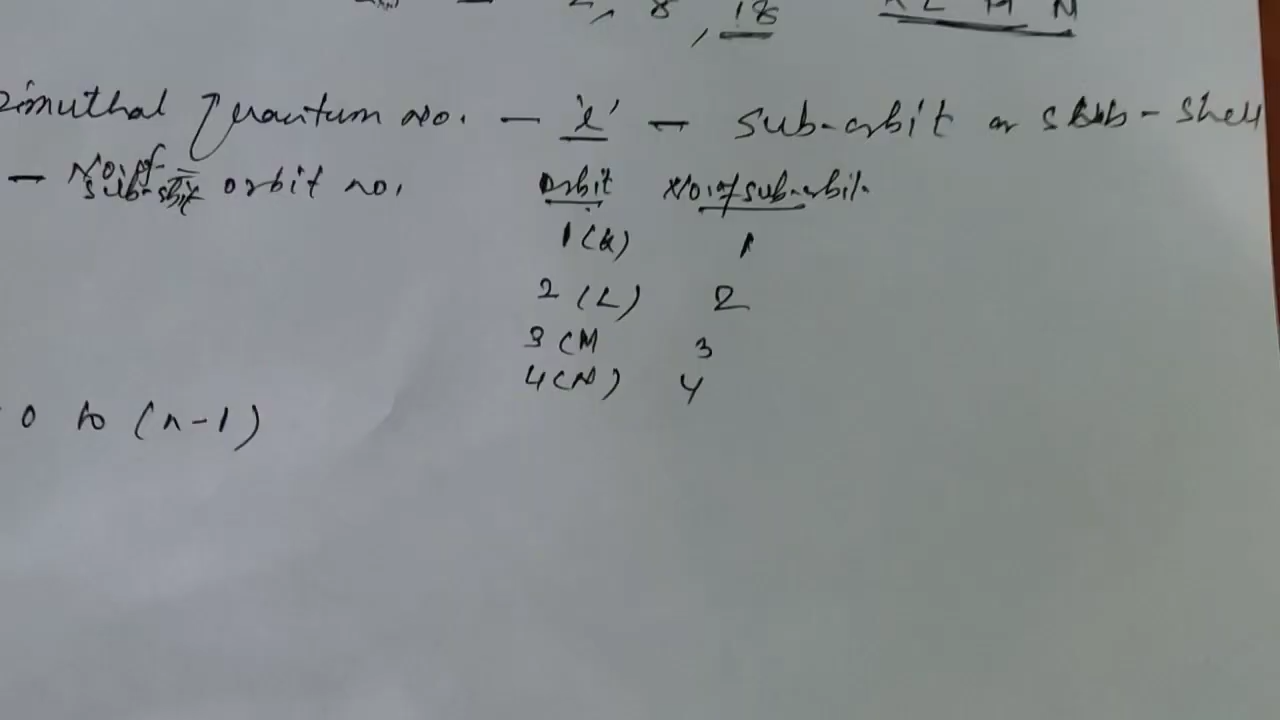 2, 8, 18 K L M N
zimuthal Quantum no. - 'l' - sub-orbit or sub-shell
- No. of sub-orbit = orbit no. orbit No. of sub-orbit.
1 (K) 1
2 (L) 2
3 (M 3
4 (N) 4
0 to (n-1)